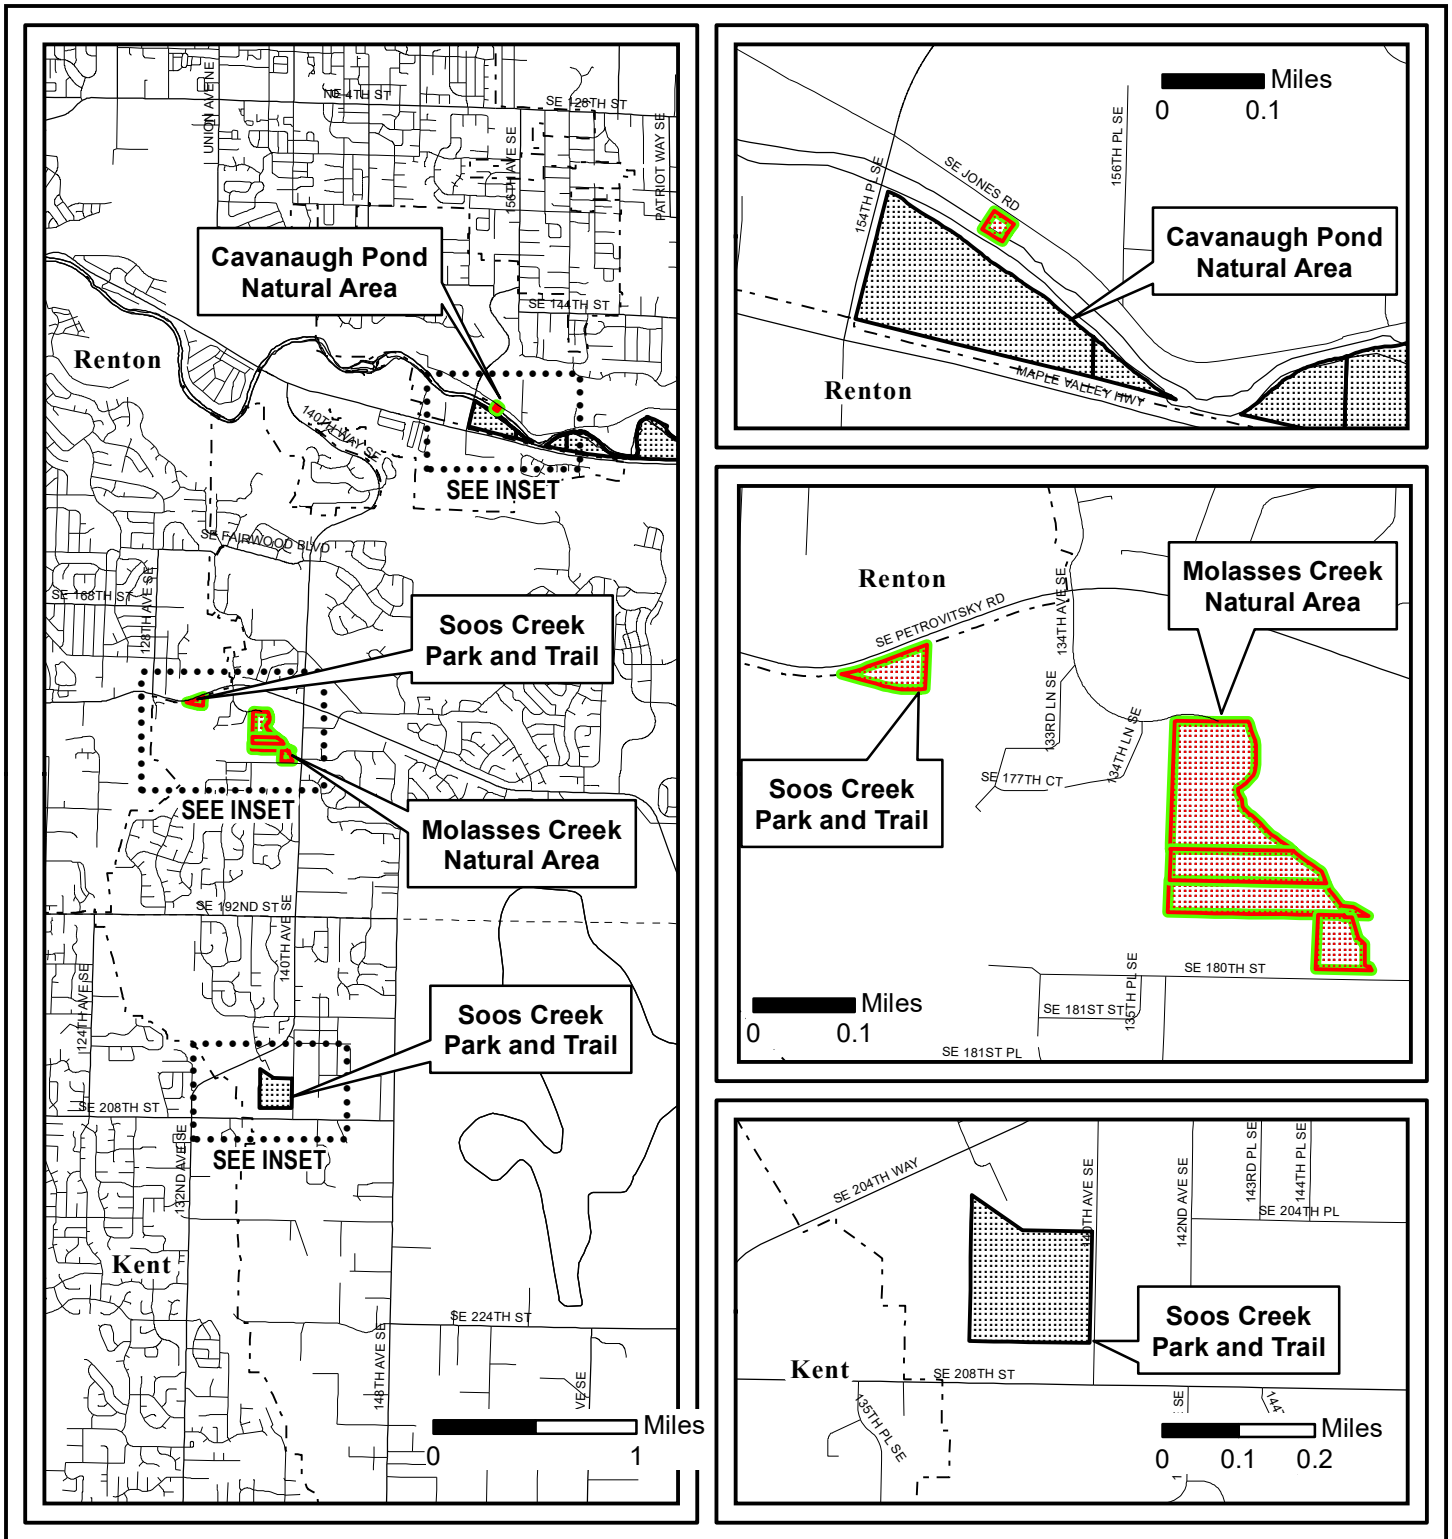 UNION AVE NE
NE 4TH ST
SE 128TH ST
156TH AVE SE
PATRIOT WAY SE
Cavanaugh Pond
Natural Area
SE 144TH ST
Renton
140TH WAY SE
SEE INSET
SE FAIRWOOD BLVD
SE 168TH ST
128TH AVE SE
Soos Creek
Park and Trail
SEE INSET
Molasses Creek
Natural Area
SE 192ND ST
140TH AVE SE
124TH AVE SE
Soos Creek
Park and Trail
SE 208TH ST
SEE INSET
132ND AVE SE
Kent
SE 224TH ST
148TH AVE SE
VE SE
Miles
0 1
Miles
0 0.1
156TH PL SE
SE JONES RD
154TH PL SE
Cavanaugh Pond
Natural Area
MAPLE VALLEY HWY
Renton
Renton
Molasses Creek
Natural Area
SE PETROVITSKY RD
134TH AVE SE
133RD LN SE
134TH LN SE
SE 177TH CT
Soos Creek
Park and Trail
SE 180TH ST
135TH PL SE
SE 181ST ST
SE 181ST PL
Miles
0 0.1
SE 204TH WAY
140TH AVE SE
142ND AVE SE
143RD PL SE
144TH PL SE
SE 204TH PL
Soos Creek
Park and Trail
Kent
SE 208TH ST
135TH PL SE
SE
144T
Miles
0 0.1 0.2